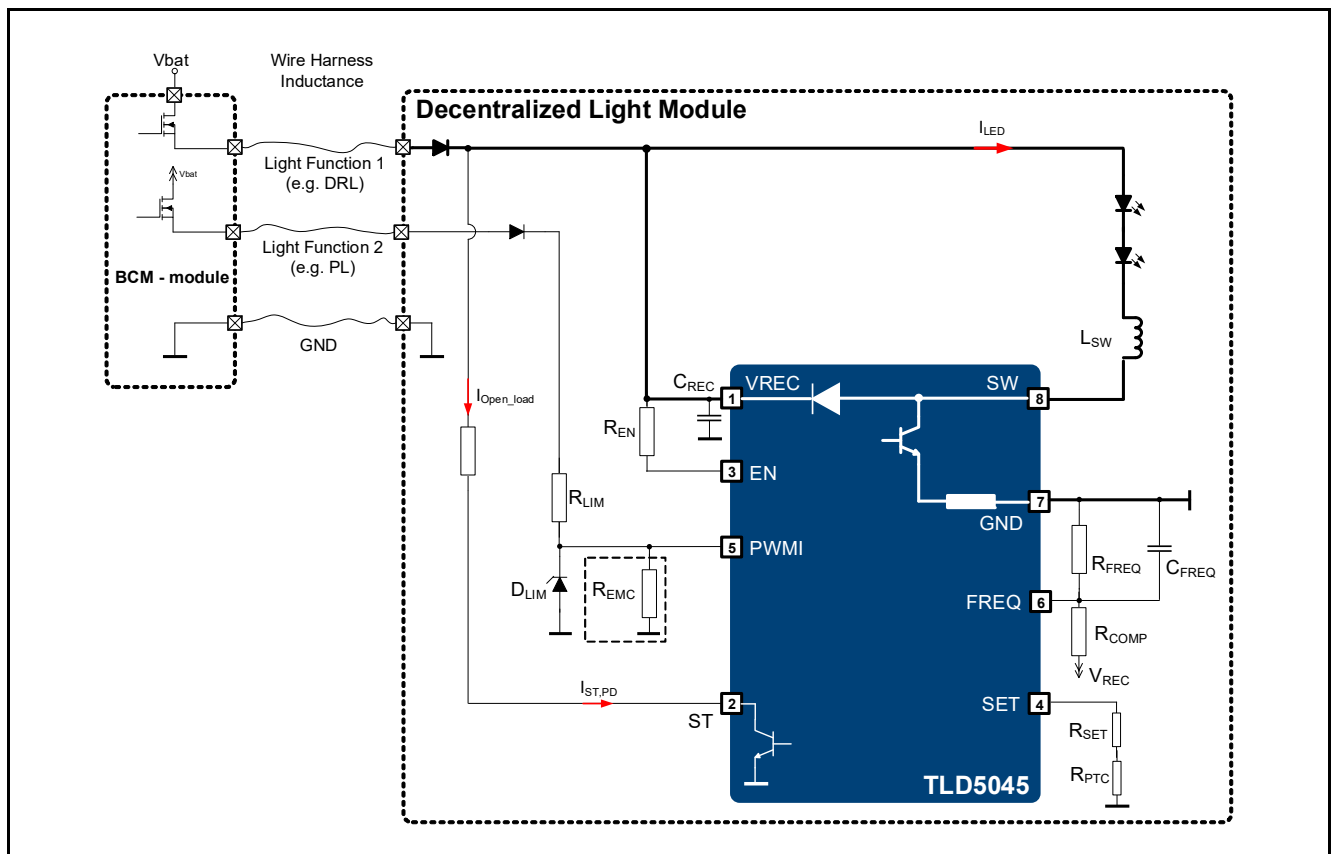 Vbat
Wire Harness
Inductance
Decentralized Light Module
I_LED
Light Function 1
(e.g. DRL)
Vbat
Light Function 2
(e.g. PL)
BCM - module
GND
L_SW
C_REC
1 VREC
SW 8
I_Open_load
R_EN
3 EN
R_LIM
7
GND
5 PWMI
R_FREQ
C_FREQ
D_LIM
R_EMC
FREQ 6
R_COMP
V_REC
I_ST,PD
2
ST
SET 4
R_SET
R_PTC
TLD5045